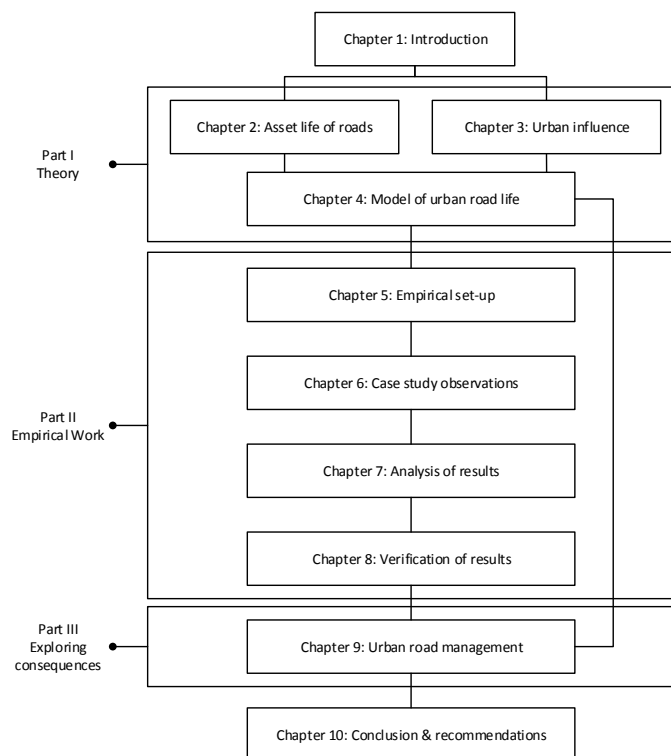 Chapter 1: Introduction
Chapter 2: Asset life of roads
Chapter 3: Urban influence
Part I
Theory
Chapter 4: Model of urban road life
Chapter 5: Empirical set-up
Chapter 6: Case study observations
Part II
Empirical Work
Chapter 7: Analysis of results
Chapter 8: Verification of results
Part III
Exploring
consequences
Chapter 9: Urban road management
Chapter 10: Conclusion & recommendations